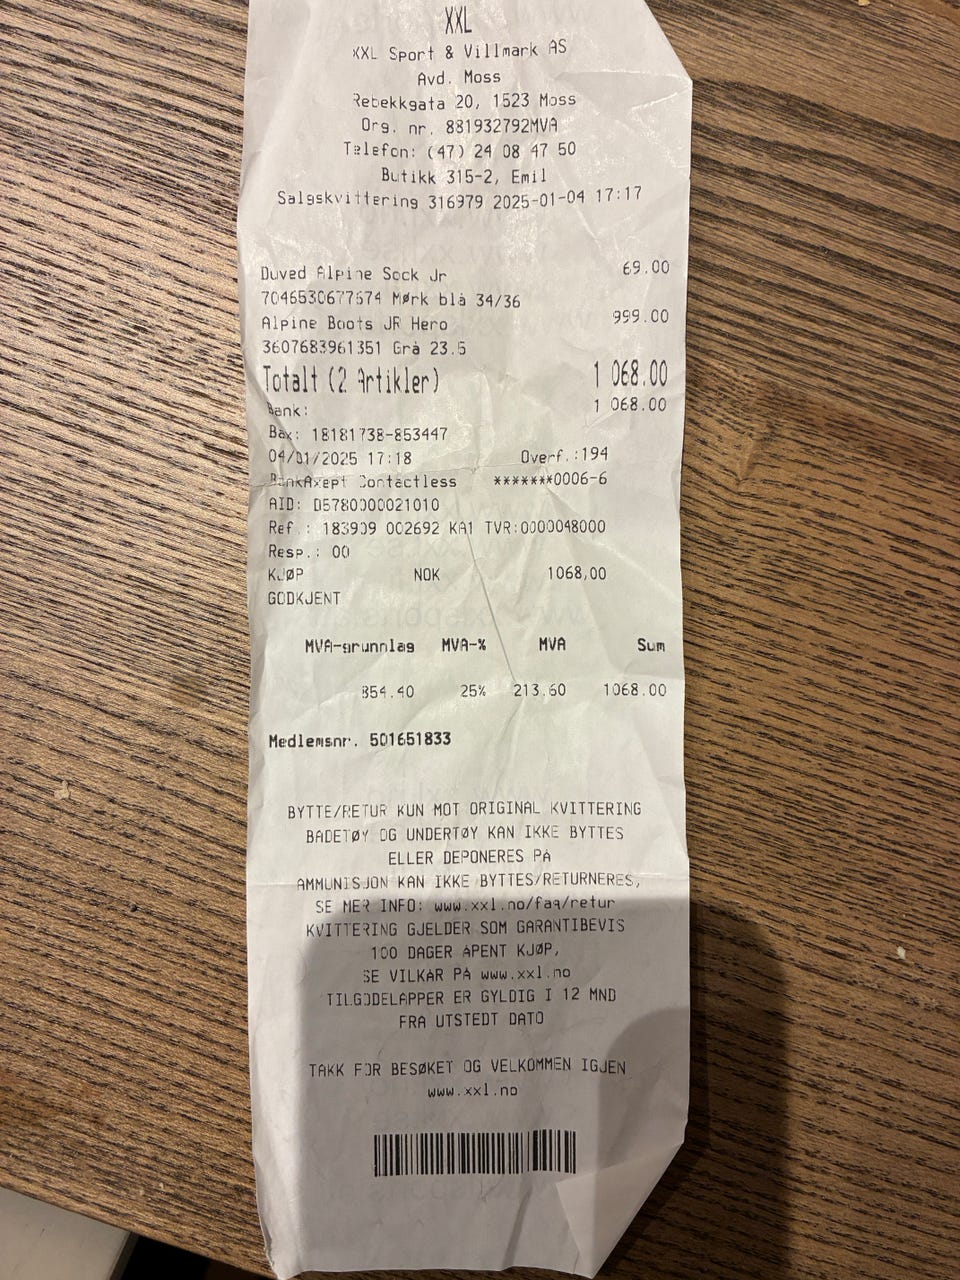 XXL
XXL Sport & Villmark AS
Avd. Moss
Rebekkgata 20, 1523 Moss
Org. nr. 881932792MVA
Telefon: (47) 24 08 47 50
Butikk 315-2, Emil
Salgskvittering 316979 2025-01-04 17:17
Duved Alpine Sock Jr 69.00
7046530677674 Mørk blå 34/36
Alpine Boots JR Hero 999.00
3607683961351 Grå 23.5
Totalt (2 Artikler) 1 068.00
Bank: 1 068.00
Bax: 18181738-853447
04/01/2025 17:18 Overf.:194
BankAxept Contactless *******0006-6
AID: D5780000021010
Ref.: 183909 002692 KA1 TVR:0000048000
Resp.: 00
KJØP NOK 1068,00
GODKJENT
MVA-grunnlag MVA-% MVA Sum
854.40 25% 213.60 1068.00
Medlemsnr. 501651833
BYTTE/RETUR KUN MOT ORIGINAL KVITTERING
BADETØY OG UNDERTØY KAN IKKE BYTTES
ELLER DEPONERES PÅ
AMMUNISJON KAN IKKE BYTTES/RETURNERES,
SE MER INFO: www.xxl.no/faq/retur
KVITTERING GJELDER SOM GARANTIBEVIS
100 DAGER ÅPENT KJØP,
SE VILKÅR PÅ www.xxl.no
TILGODELAPPER ER GYLDIG I 12 MND
FRA UTSTEDT DATO
TAKK FOR BESØKET OG VELKOMMEN IGJEN
www.xxl.no